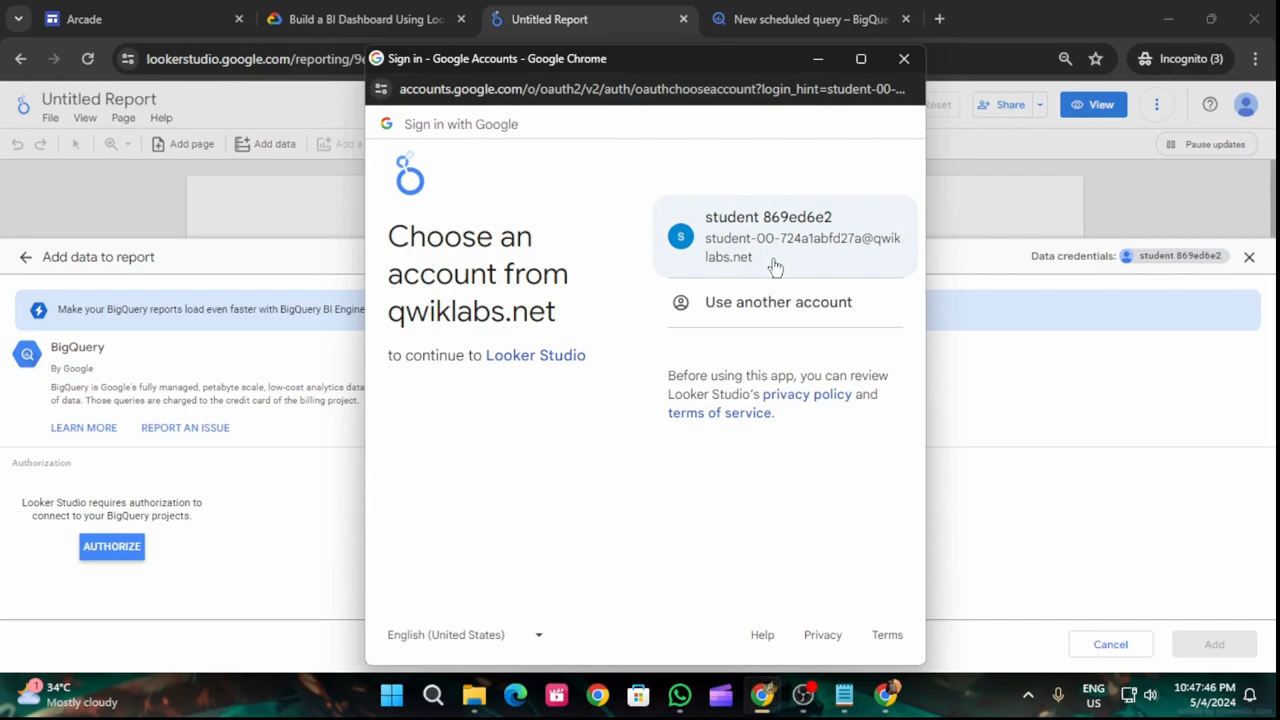 Arcade
Build a BI Dashboard Using Loo
Untitled Report
New scheduled query – BigQue
lookerstudio.google.com/reporting/9
Incognito (3)
Sign in - Google Accounts - Google Chrome
accounts.google.com/o/oauth2/v2/auth/oauthchooseaccount?login_hint=student-00-...
Untitled Report
File View Page Help
Reset
Share
View
Add page
Add data
Add a
Pause updates
Sign in with Google
Choose an
account from
qwiklabs.net
to continue to Looker Studio
student 869ed6e2
student-00-724a1abfd27a@qwik
labs.net
Use another account
Before using this app, you can review
Looker Studio's privacy policy and
terms of service.
English (United States)
Help Privacy Terms
Add data to report
Data credentials: student 869ed6e2
Make your BigQuery reports load even faster with BigQuery BI Engine
BigQuery
By Google
BigQuery is Google's fully managed, petabyte scale, low-cost analytics data
of data. Those queries are charged to the credit card of the billing project.
LEARN MORE REPORT AN ISSUE
Authorization
Looker Studio requires authorization to
connect to your BigQuery projects.
AUTHORIZE
Cancel
Add
1
34°C
Mostly cloudy
ENG
US
10:47:46 PM
5/4/2024